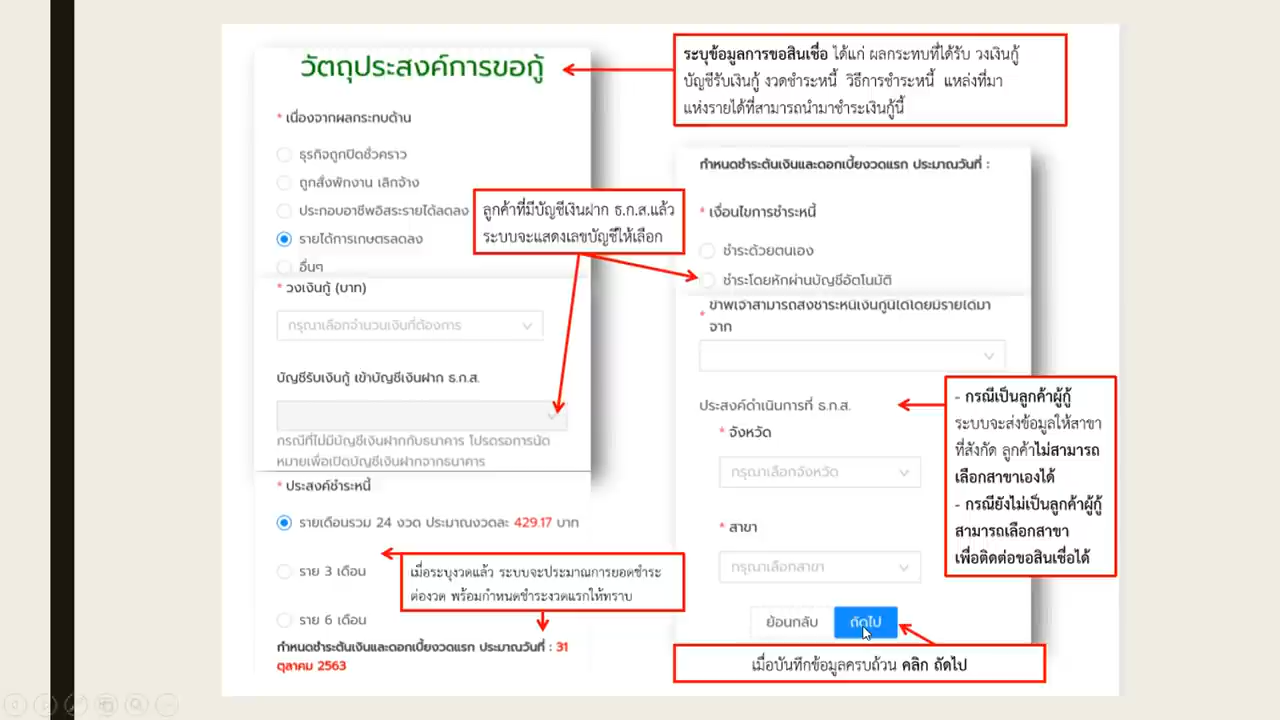 วัตถุประสงค์การขอกู้
* เนื่องจากผลกระทบด้าน
ธุรกิจถูกปิดชั่วคราว
ถูกสั่งพักงาน เลิกจ้าง
ประกอบอาชีพอิสระรายได้ลดลง
รายได้การเกษตรลดลง
อื่นๆ
* วงเงินกู้ (บาท)
กรุณาเลือกจำนวนเงินที่ต้องการ
บัญชีรับเงินกู้ เข้าบัญชีเงินฝาก ธ.ก.ส.
กรณีที่ไม่มีบัญชีเงินฝากกับธนาคาร โปรดรอการนัด
หมายเพื่อเปิดบัญชีเงินฝากจากธนาคาร
* ประสงค์ชำระหนี้
รายเดือนรวม 24 งวด ประมาณงวดละ 429.17 บาท
ราย 3 เดือน
ราย 6 เดือน
กำหนดชำระต้นเงินและดอกเบี้ยงวดแรก ประมาณวันที่ : 31
ตุลาคม 2563
ระบุข้อมูลการขอสินเชื่อ ได้แก่ ผลกระทบที่ได้รับ วงเงินกู้
บัญชีรับเงินกู้ งวดชำระหนี้ วิธีการชำระหนี้ แหล่งที่มา
แห่งรายได้ที่สามารถนำมาชำระเงินกู้นี้
ลูกค้าที่มีบัญชีเงินฝาก ธ.ก.ส.แล้ว
ระบบจะแสดงเลขบัญชีให้เลือก
เมื่อระบุงวดแล้ว ระบบจะประมาณการยอดชำระ
ต่องวด พร้อมกำหนดชำระงวดแรกให้ทราบ
กำหนดชำระต้นเงินและดอกเบี้ยงวดแรก ประมาณวันที่ :
* เงื่อนไขการชำระหนี้
ชำระด้วยตนเอง
ชำระโดยหักผ่านบัญชีอัตโนมัติ
* ข้าพเจ้าสามารถส่งชำระหนี้เงินกู้นี้ได้โดยมีรายได้มา
จาก
ประสงค์ดำเนินการที่ ธ.ก.ส.
* จังหวัด
กรุณาเลือกจังหวัด
* สาขา
กรุณาเลือกสาขา
ย้อนกลับ ถัดไป
- กรณีเป็นลูกค้าผู้กู้
ระบบจะส่งข้อมูลให้สาขา
ที่สังกัด ลูกค้าไม่สามารถ
เลือกสาขาเองได้
- กรณียังไม่เป็นลูกค้าผู้กู้
สามารถเลือกสาขา
เพื่อติดต่อขอสินเชื่อได้
เมื่อบันทึกข้อมูลครบถ้วน คลิก ถัดไป